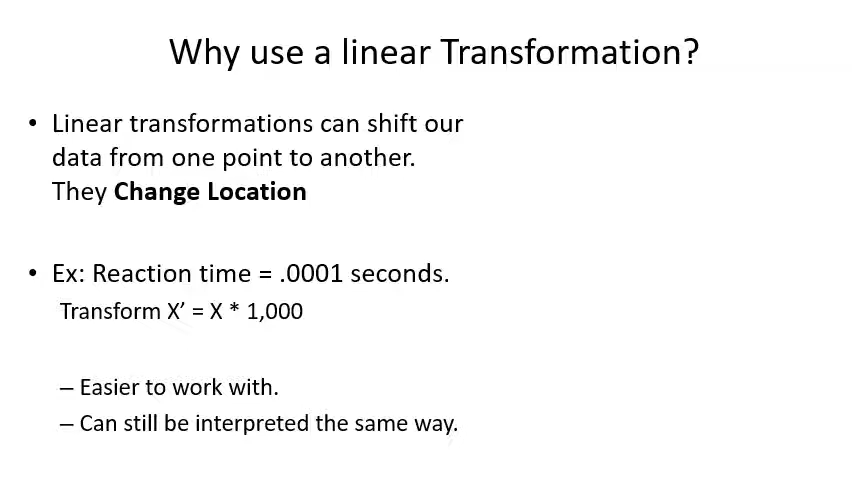 Why use a linear Transformation?
• Linear transformations can shift our
data from one point to another.
They Change Location
• Ex: Reaction time = .0001 seconds.
Transform X’ = X * 1,000
– Easier to work with.
– Can still be interpreted the same way.